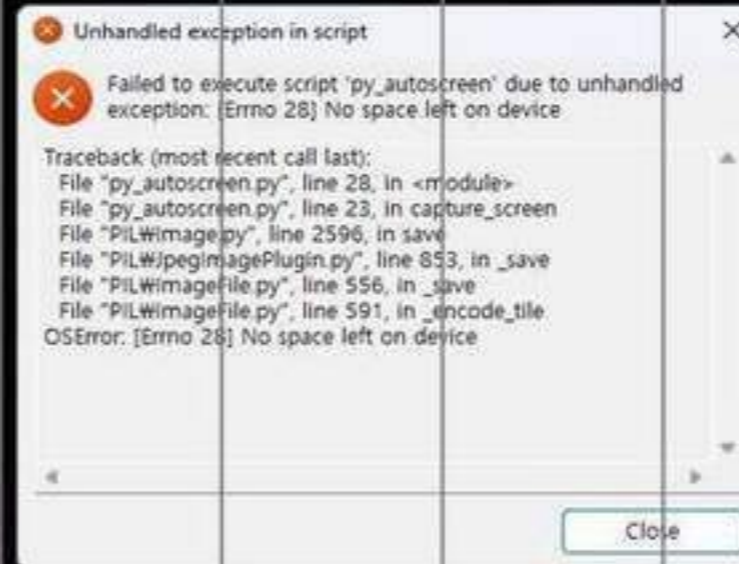 Unhandled exception in script
Failed to execute script 'py_autoscreen' due to unhandled
exception: [Errno 28] No space left on device
Traceback (most recent call last):
File "py_autoscreen.py", line 28, in <module>
File "py_autoscreen.py", line 23, in capture_screen
File "PIL₩Image.py", line 2596, in save
File "PIL₩JpegImagePlugin.py", line 853, in _save
File "PIL₩ImageFile.py", line 556, in _save
File "PIL₩ImageFile.py", line 591, in _encode_tile
OSError: [Errno 28] No space left on device
Close